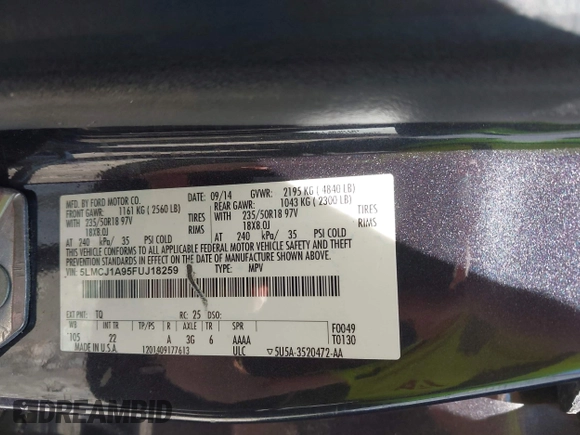 MFD. BY FORD MOTOR CO. 09/14 GVWR: 2195 KG ( 4840 LB)
FRONT GAWR: 1161 KG ( 2560 LB) REAR GAWR: 1043 KG ( 2300 LB)
235/50R18 97V TIRES 235/50R18 97V TIRES
18X8.0J RIMS 18X8.0J RIMS
AT 240 kPa/ 35 PSI COLD AT 240 kPa/ 35 PSI COLD
THIS VEHICLE CONFORMS TO ALL APPLICABLE FEDERAL MOTOR VEHICLE SAFETY AND THEFT PREVENTION STANDARDS IN EFFECT ON THE DATE OF MANUFACTURE SHOWN ABOVE.
VIN: 5LMCJ1A95FUJ18259 TYPE: MPV
EXT PNT: TQ RC: 25 DSO:
WB INT TR TP/PS R AXLE TR SPR F0049
105 22 A 3G 6 AAAA T0130
MADE IN U.S.A. 1201409177613 ULC ▽5U5A-3520472-AA
DREAMBID